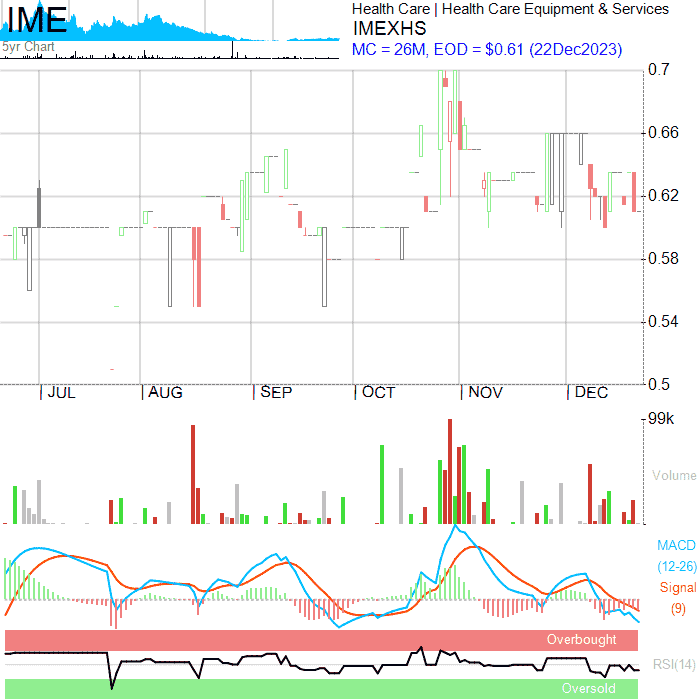 IME
5yr Chart
Health Care | Health Care Equipment & Services
IMEXHS
MC = 26M, EOD = $0.61 (22Dec2023)
0.7
0.66
0.62
0.58
0.54
0.5
JUL
AUG
SEP
OCT
NOV
DEC
99k
Volume
MACD
(12-26)
Signal
(9)
Overbought
RSI(14)
Oversold